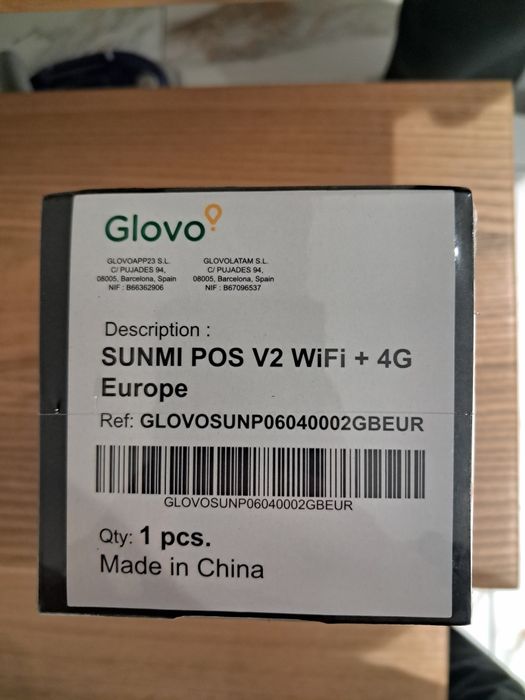 Glovo
GLOVOAPP23 S.L.
C/ PUJADES 94,
08005, Barcelona, Spain
NIF : B66362906
GLOVOLATAM S.L.
C/ PUJADES 94,
08005, Barcelona, Spain
NIF : B67096537
Description :
SUNMI POS V2 WiFi + 4G
Europe
Ref: GLOVOSUNP06040002GBEUR
GLOVOSUNP06040002GBEUR
Qty: 1 pcs.
Made in China